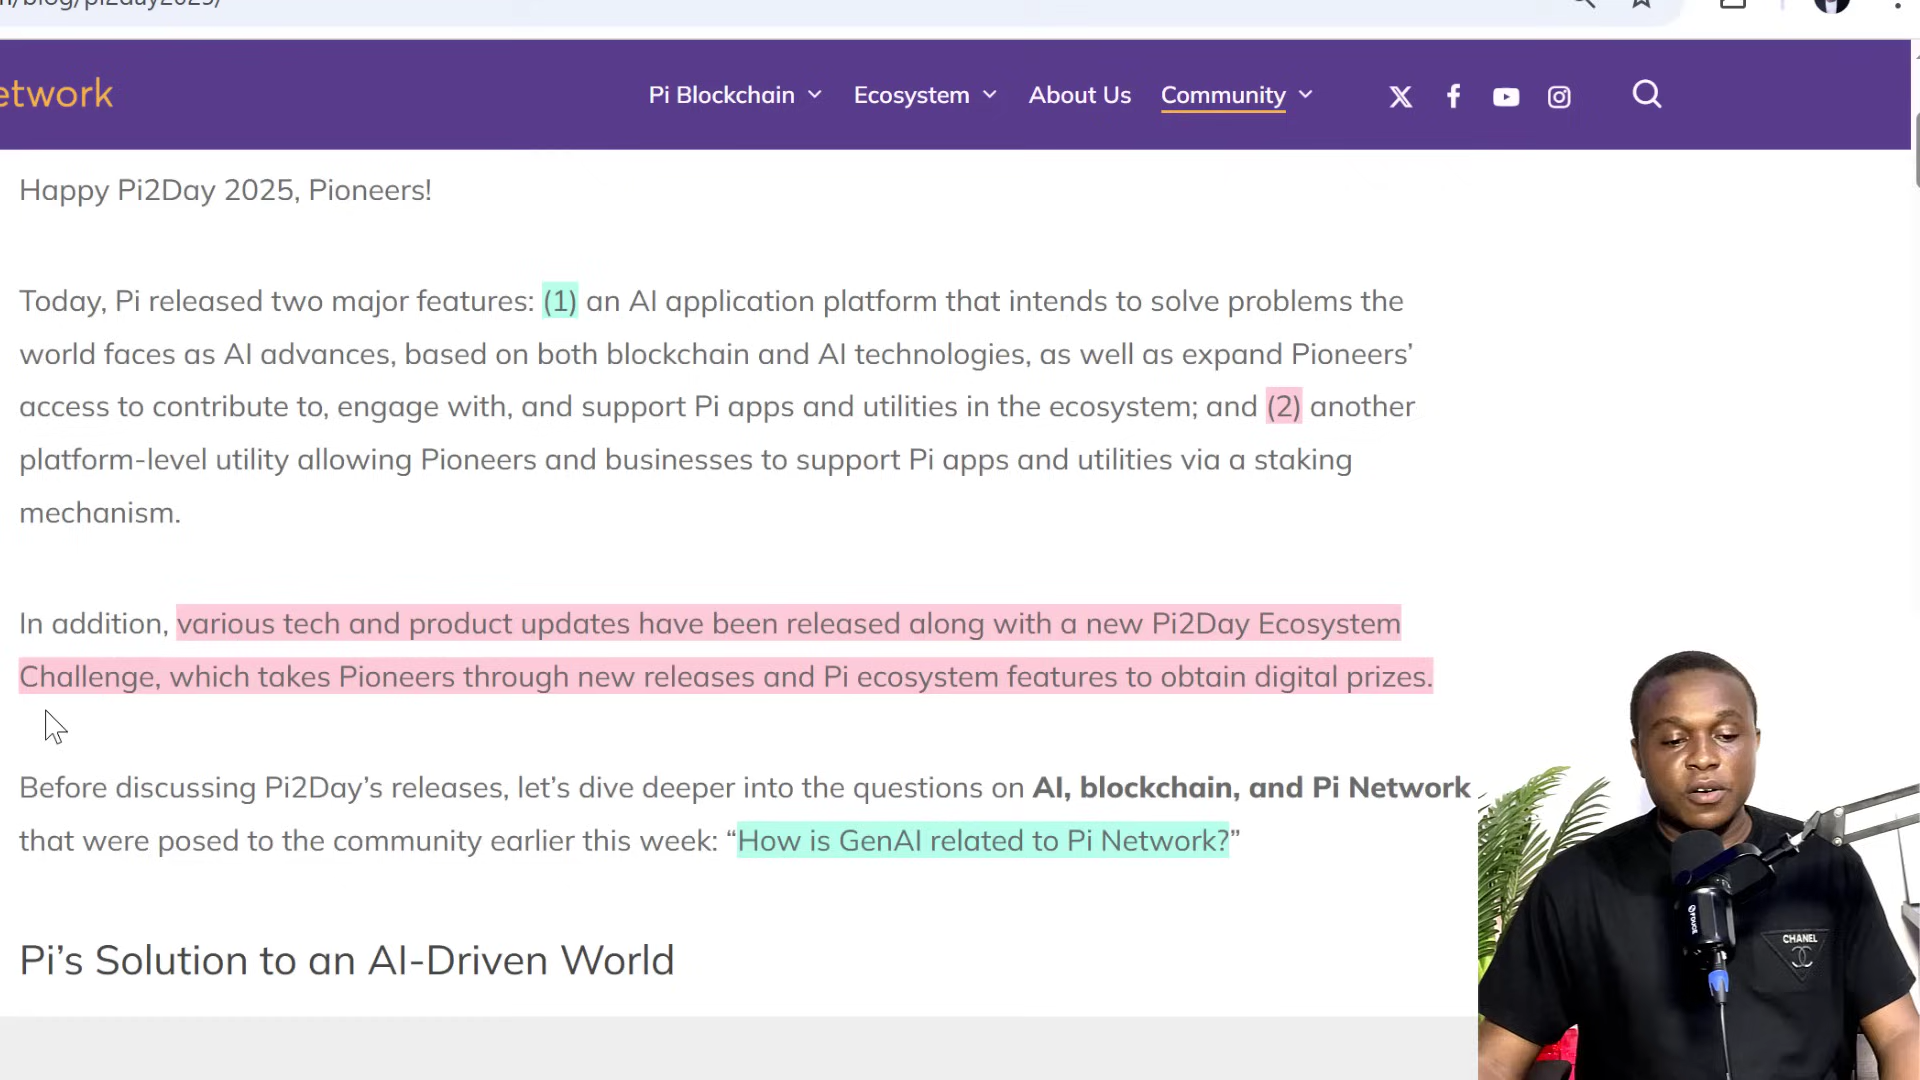 /blog/pi2day2025/
etwork
Pi Blockchain
Ecosystem
About Us
Community
Happy Pi2Day 2025, Pioneers!
Today, Pi released two major features: (1) an AI application platform that intends to solve problems the
world faces as AI advances, based on both blockchain and AI technologies, as well as expand Pioneers’
access to contribute to, engage with, and support Pi apps and utilities in the ecosystem; and (2) another
platform-level utility allowing Pioneers and businesses to support Pi apps and utilities via a staking
mechanism.
In addition, various tech and product updates have been released along with a new Pi2Day Ecosystem
Challenge, which takes Pioneers through new releases and Pi ecosystem features to obtain digital prizes.
Before discussing Pi2Day’s releases, let’s dive deeper into the questions on AI, blockchain, and Pi Network
that were posed to the community earlier this week: “How is GenAI related to Pi Network?”
Pi’s Solution to an AI-Driven World
CHANEL